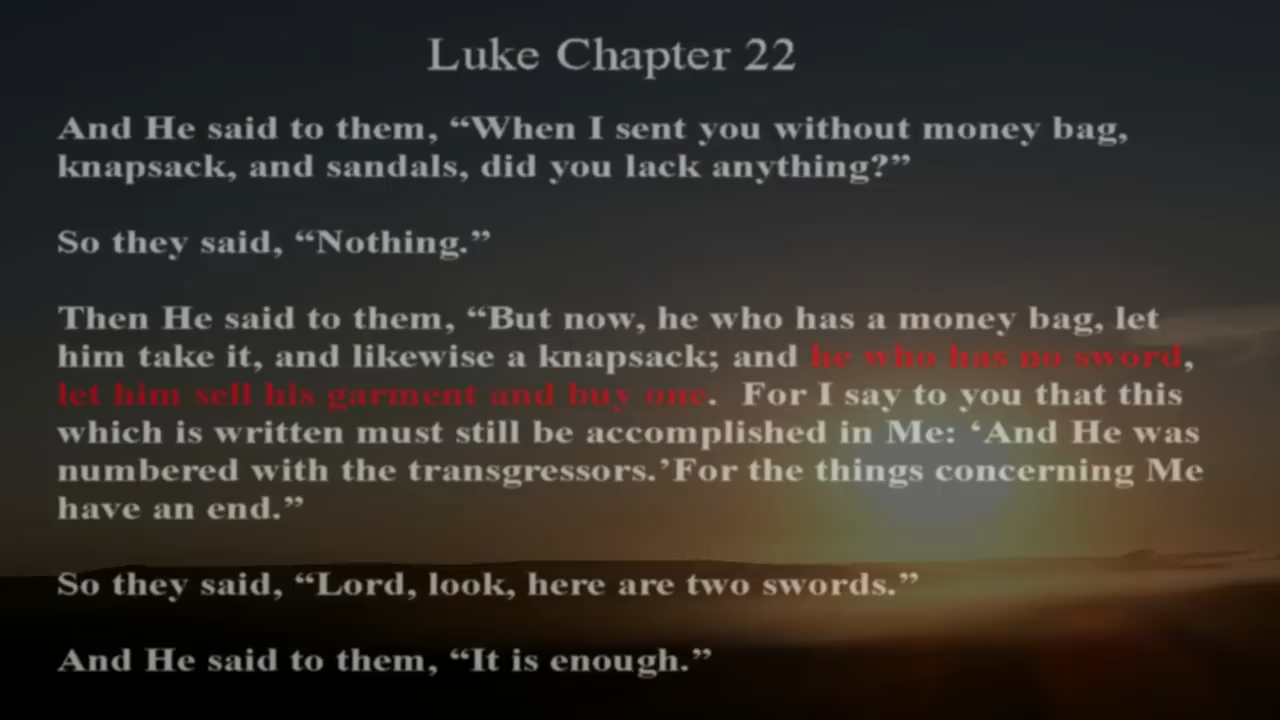 Luke Chapter 22
And He said to them, “When I sent you without money bag,
knapsack, and sandals, did you lack anything?”
So they said, “Nothing.”
Then He said to them, “But now, he who has a money bag, let
him take it, and likewise a knapsack; and he who has no sword,
let him sell his garment and buy one.  For I say to you that this
which is written must still be accomplished in Me: ‘And He was
numbered with the transgressors.’For the things concerning Me
have an end.”
So they said, “Lord, look, here are two swords.”
And He said to them, “It is enough.”